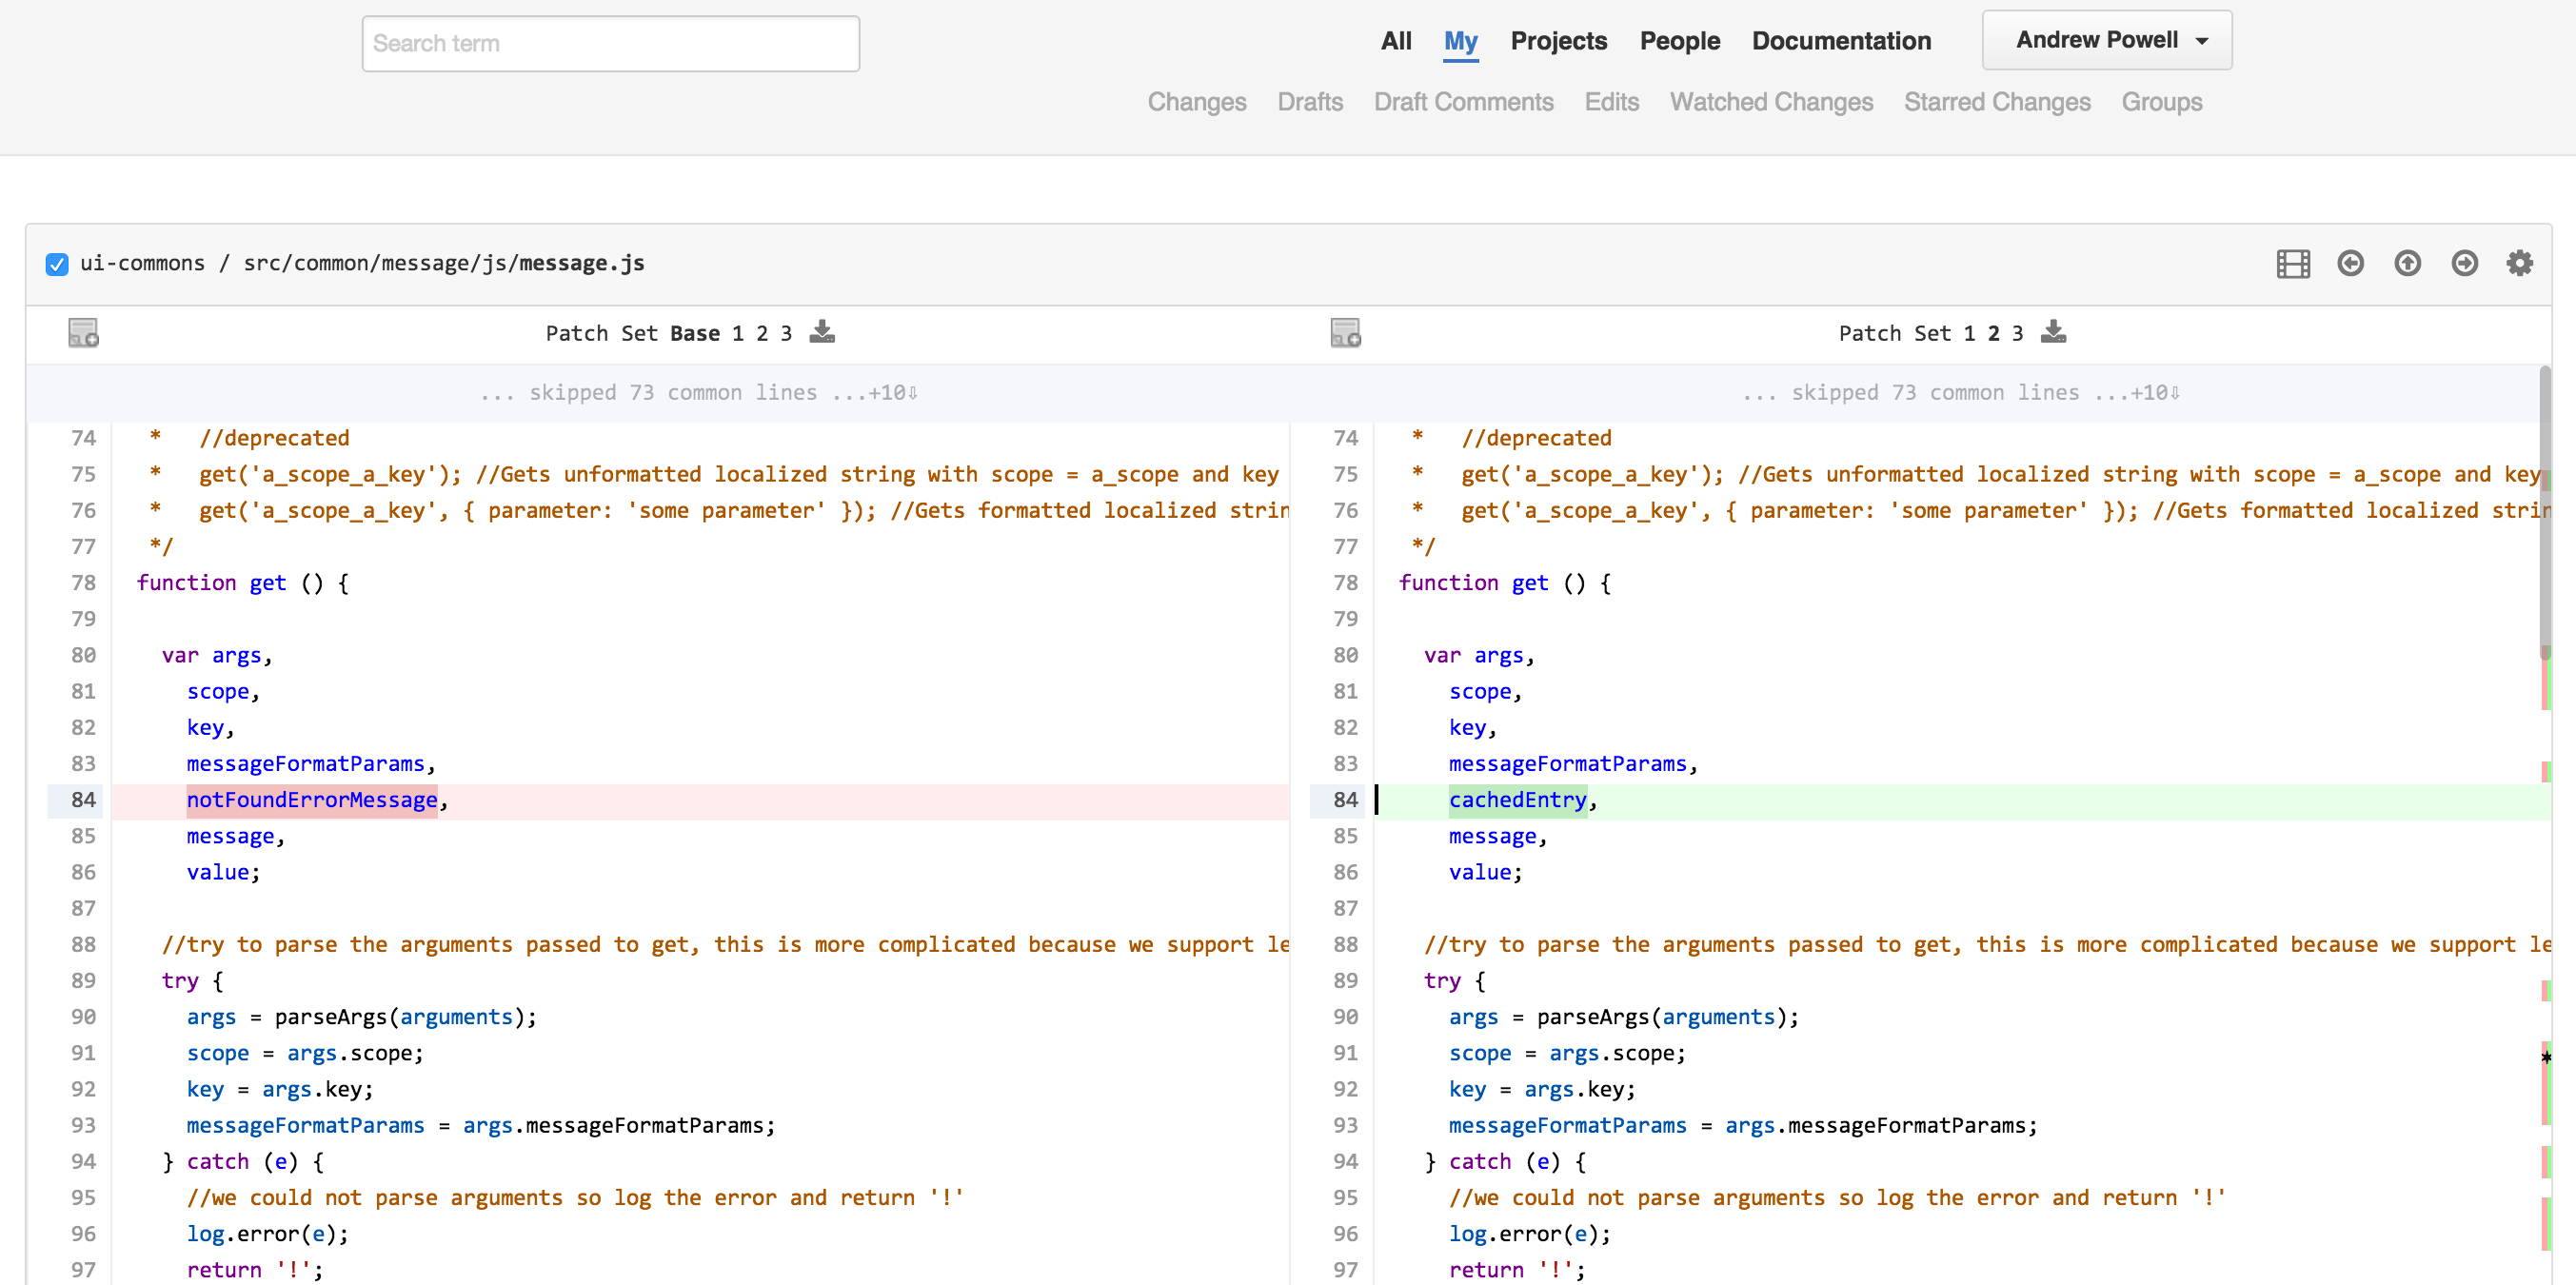 Search term
All My Projects People Documentation Andrew Powell
Changes Drafts Draft Comments Edits Watched Changes Starred Changes Groups
ui-commons / src/common/message/js/message.js
Patch Set Base 1 2 3
... skipped 73 common lines ...+10⇩
74 * //deprecated
75 * get('a_scope_a_key'); //Gets unformatted localized string with scope = a_scope and key
76 * get('a_scope_a_key', { parameter: 'some parameter' }); //Gets formatted localized strin
77 */
78 function get () {
79
80 var args,
81 scope,
82 key,
83 messageFormatParams,
84 notFoundErrorMessage,
85 message,
86 value;
87
88 //try to parse the arguments passed to get, this is more complicated because we support le
89 try {
90 args = parseArgs(arguments);
91 scope = args.scope;
92 key = args.key;
93 messageFormatParams = args.messageFormatParams;
94 } catch (e) {
95 //we could not parse arguments so log the error and return '!'
96 log.error(e);
97 return '!';
Patch Set 1 2 3
... skipped 73 common lines ...+10⇩
74 * //deprecated
75 * get('a_scope_a_key'); //Gets unformatted localized string with scope = a_scope and key
76 * get('a_scope_a_key', { parameter: 'some parameter' }); //Gets formatted localized strin
77 */
78 function get () {
79
80 var args,
81 scope,
82 key,
83 messageFormatParams,
84 cachedEntry,
85 message,
86 value;
87
88 //try to parse the arguments passed to get, this is more complicated because we support le
89 try {
90 args = parseArgs(arguments);
91 scope = args.scope;
92 key = args.key;
93 messageFormatParams = args.messageFormatParams;
94 } catch (e) {
95 //we could not parse arguments so log the error and return '!'
96 log.error(e);
97 return '!';